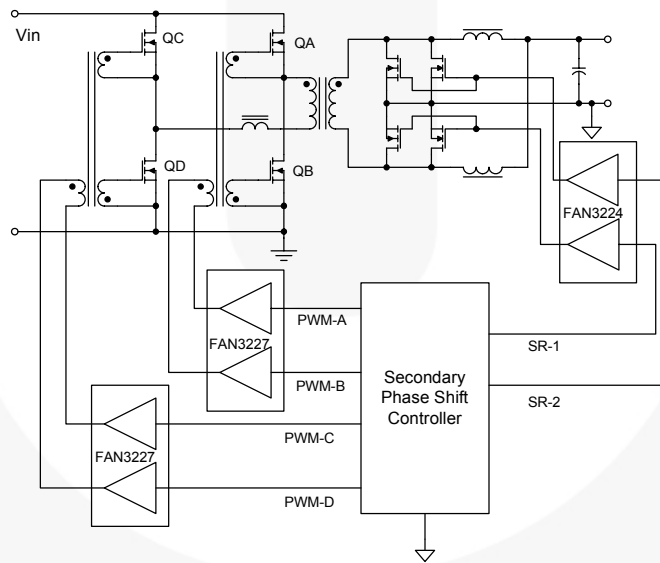 Vin
QC
QA
QD
QB
FAN3224
PWM-A
FAN3227
PWM-B
SR-1
Secondary
Phase Shift
Controller
SR-2
PWM-C
FAN3227
PWM-D